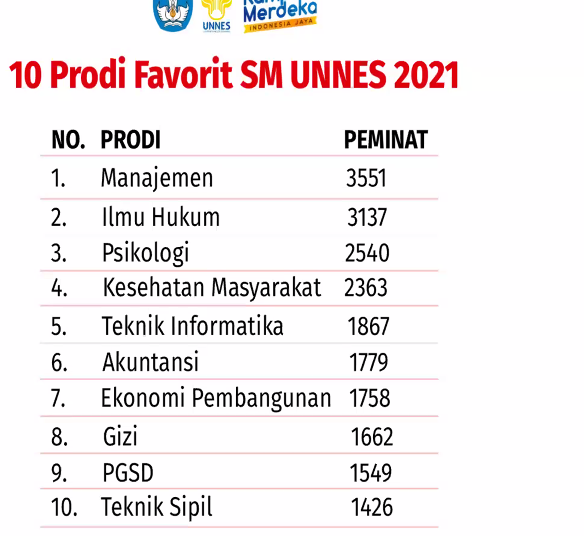 UNNES
Merdeka
INDONESIA JAYA
10 Prodi Favorit SM UNNES 2021
NO. PRODI PEMINAT
1. Manajemen 3551
2. Ilmu Hukum 3137
3. Psikologi 2540
4. Kesehatan Masyarakat 2363
5. Teknik Informatika 1867
6. Akuntansi 1779
7. Ekonomi Pembangunan 1758
8. Gizi 1662
9. PGSD 1549
10. Teknik Sipil 1426